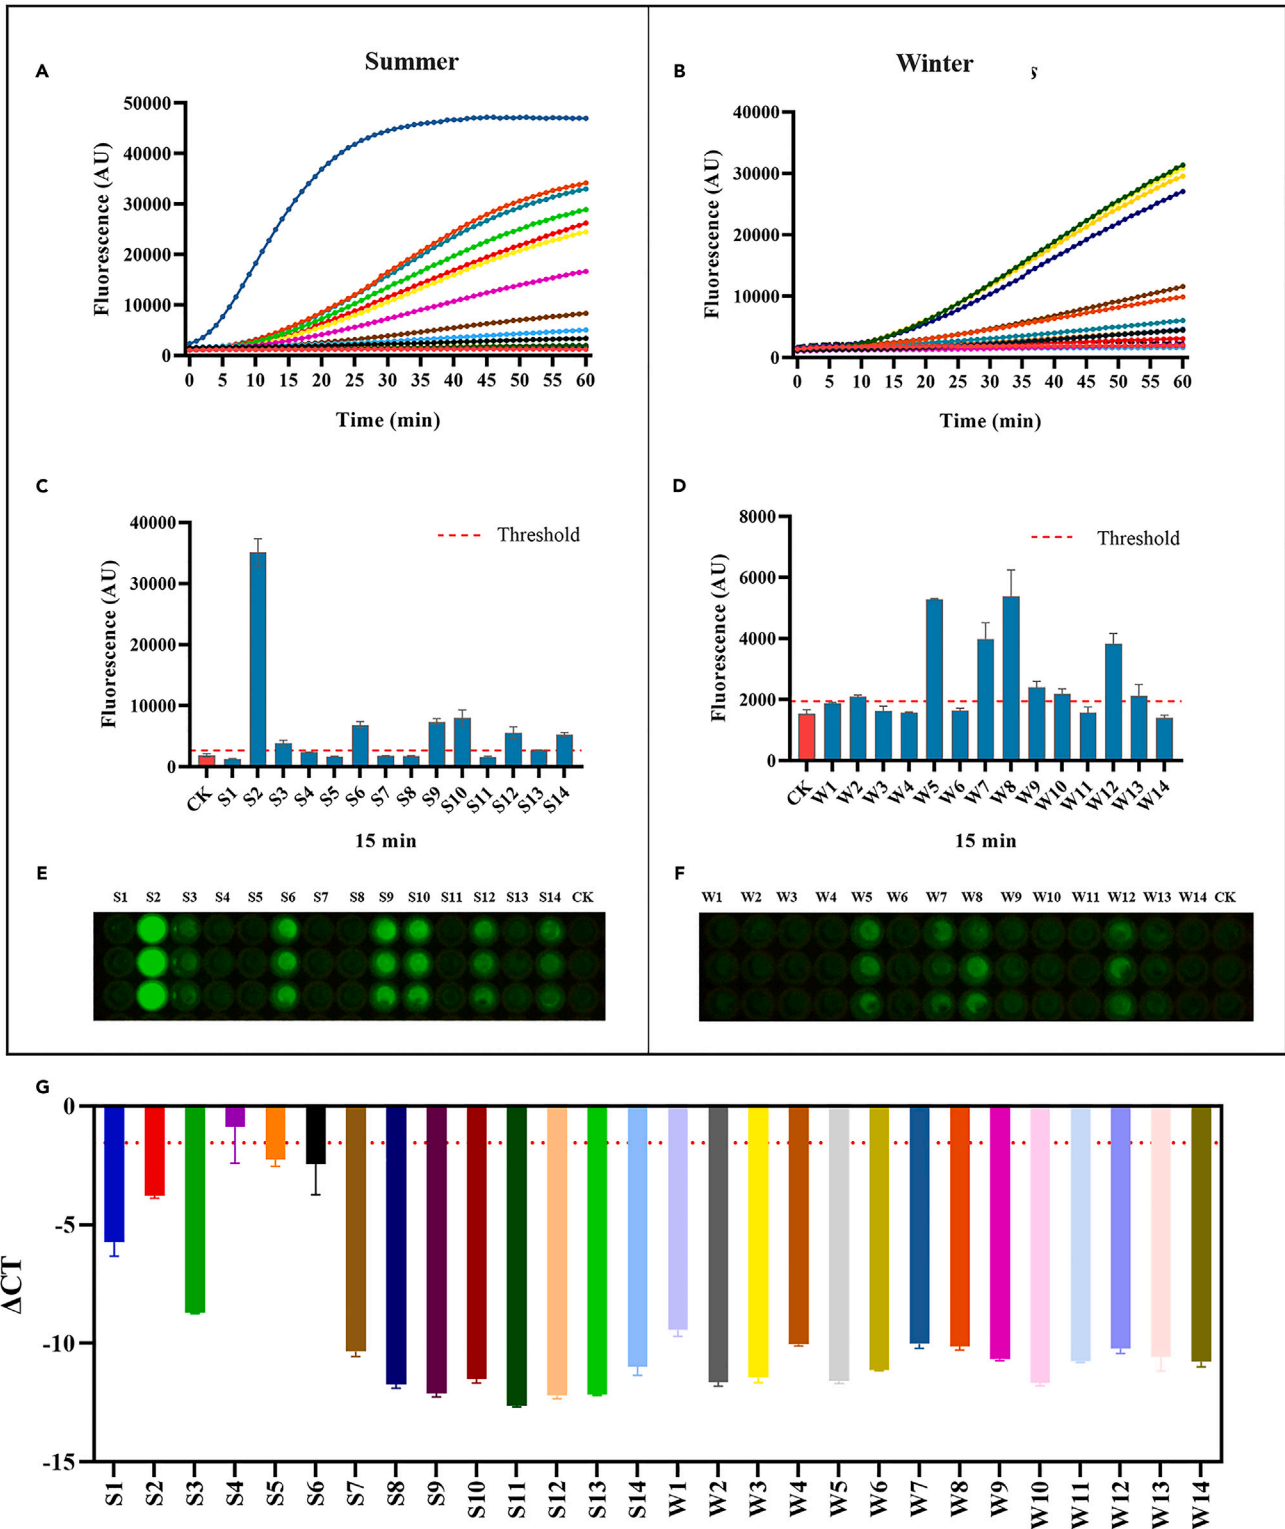 A
Summer
50000
40000
30000
20000
10000
0
Fluorescence (AU)
0 5 10 15 20 25 30 35 40 45 50 55 60
Time (min)
B
Winter s
40000
30000
20000
10000
0
Fluorescence (AU)
0 5 10 15 20 25 30 35 40 45 50 55 60
Time (min)
C
40000
30000
20000
10000
0
Fluorescence (AU)
Threshold
CK S1 S2 S3 S4 S5 S6 S7 S8 S9 S10 S11 S12 S13 S14
15 min
D
8000
6000
4000
2000
0
Fluorescence (AU)
Threshold
CK W1 W2 W3 W4 W5 W6 W7 W8 W9 W10 W11 W12 W13 W14
15 min
E
S1 S2 S3 S4 S5 S6 S7 S8 S9 S10 S11 S12 S13 S14 CK
F
W1 W2 W3 W4 W5 W6 W7 W8 W9 W10 W11 W12 W13 W14 CK
G
0
-5
-10
-15
ΔCT
S1 S2 S3 S4 S5 S6 S7 S8 S9 S10 S11 S12 S13 S14 W1 W2 W3 W4 W5 W6 W7 W8 W9 W10 W11 W12 W13 W14